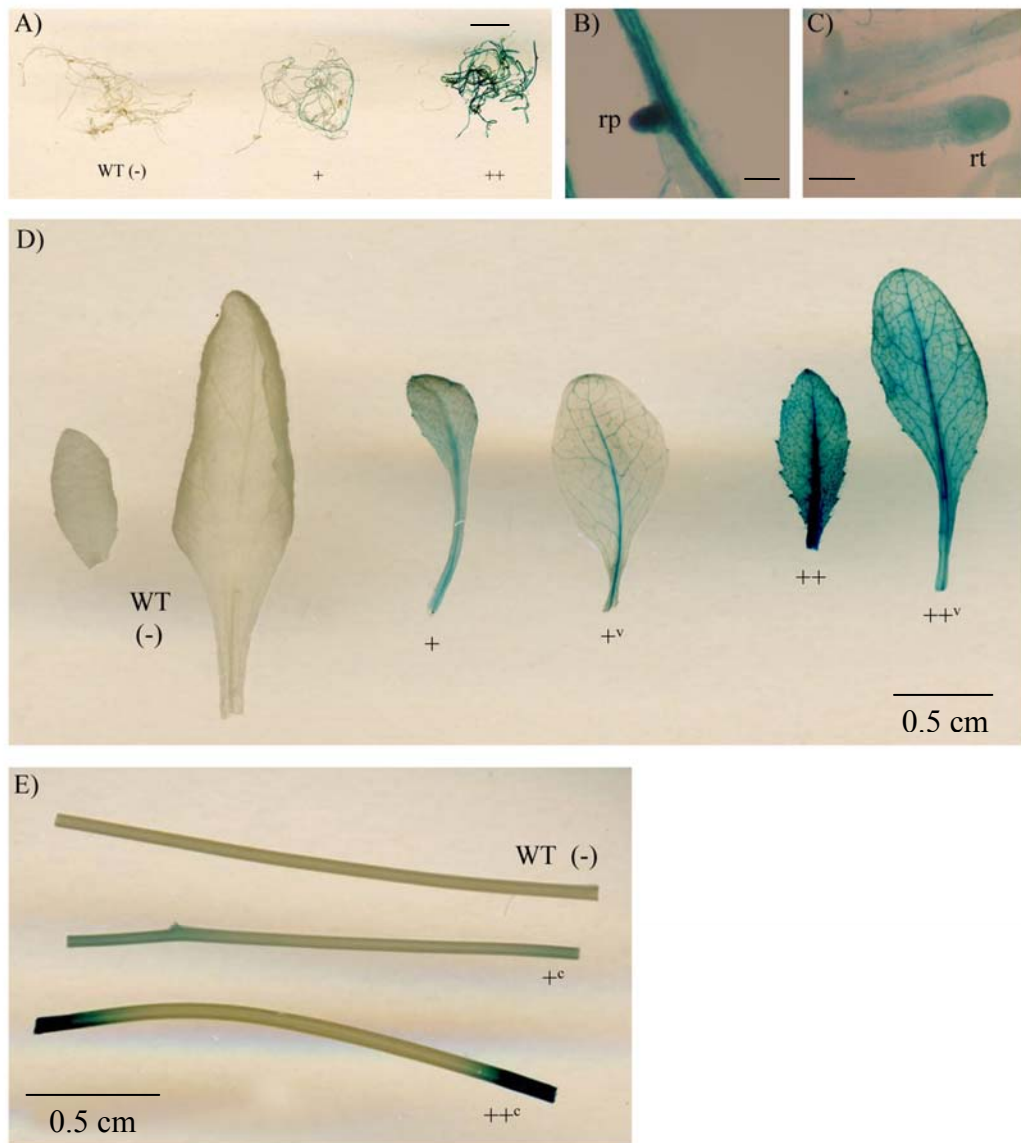 A)
WT (-)
+
++
B)
rp
C)
rt
D)
WT
(-)
+
+ᵛ
++
++ᵛ
0.5 cm
E)
WT (-)
+ᶜ
++ᶜ
0.5 cm